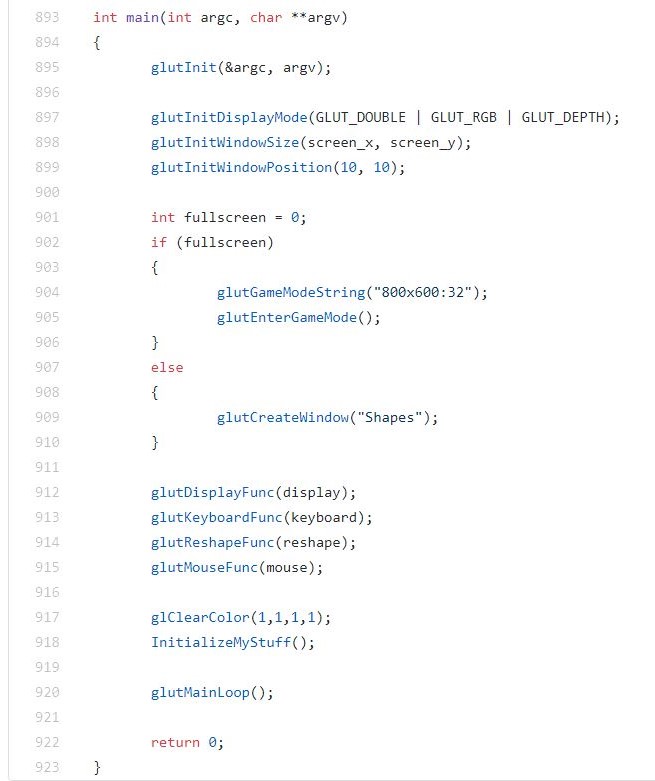 893 int main(int argc, char **argv)
894 {
895 glutInit(&argc, argv);
896
897 glutInitDisplayMode(GLUT_DOUBLE | GLUT_RGB | GLUT_DEPTH);
898 glutInitWindowSize(screen_x, screen_y);
899 glutInitWindowPosition(10, 10);
900
901 int fullscreen = 0;
902 if (fullscreen)
903 {
904 glutGameModeString("800x600:32");
905 glutEnterGameMode();
906 }
907 else
908 {
909 glutCreateWindow("Shapes");
910 }
911
912 glutDisplayFunc(display);
913 glutKeyboardFunc(keyboard);
914 glutReshapeFunc(reshape);
915 glutMouseFunc(mouse);
916
917 glClearColor(1,1,1,1);
918 InitializeMyStuff();
919
920 glutMainLoop();
921
922 return 0;
923 }